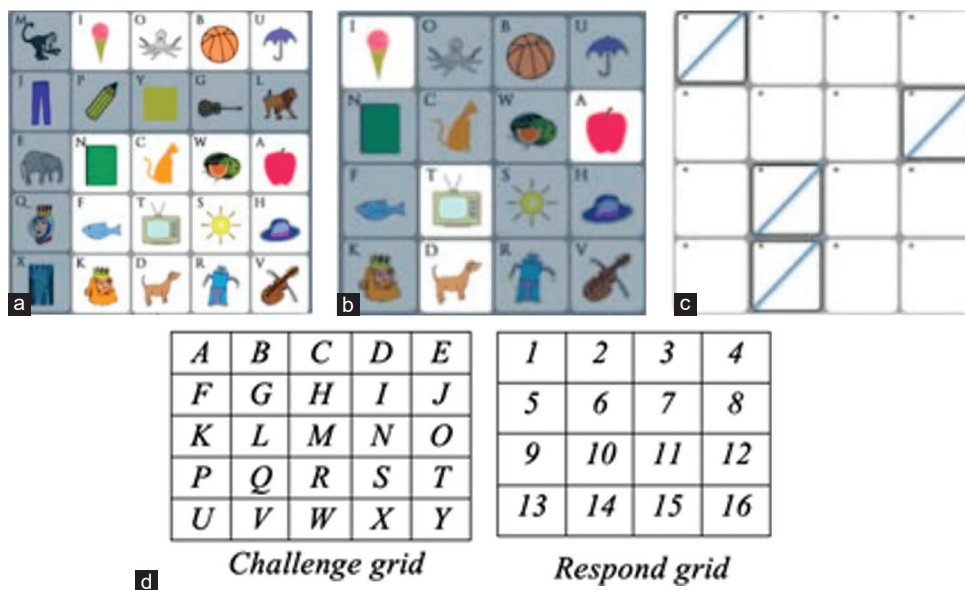 M I O B U
J P Y G L
E N C W A
Q F T S H
X K D R V
a
I O B U
N C W A
F T S H
K D R V
b
* * * *
* * * *
* * * *
* * * *
c
A B C D E
F G H I J
K L M N O
P Q R S T
U V W X Y
Challenge grid
1 2 3 4
5 6 7 8
9 10 11 12
13 14 15 16
Respond grid
d